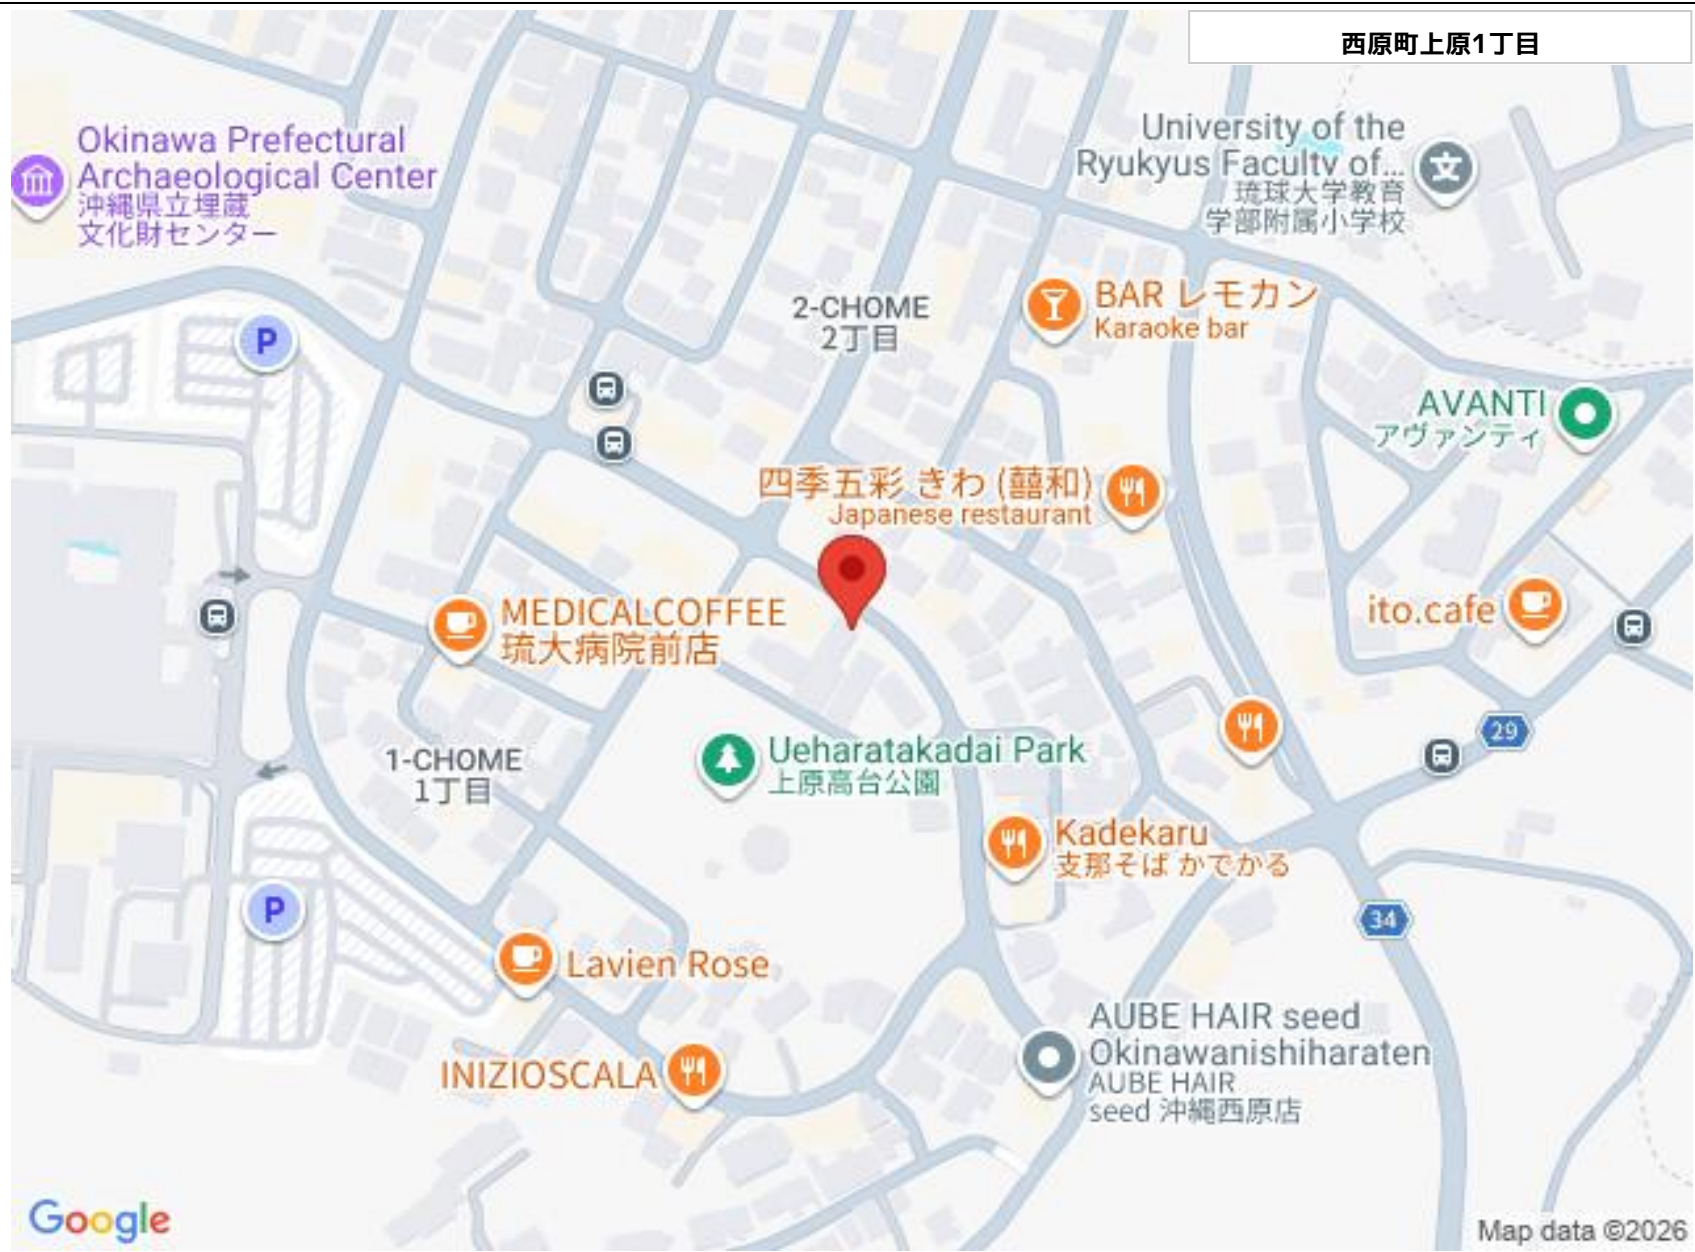 西原町上原1丁目
Okinawa Prefectural
Archaeological Center
沖縄県立埋蔵
文化財センター
University of the
Ryukyus Faculty of...
琉球大学教育
学部附属小学校
P
2-CHOME
2丁目
BAR レモカン
Karaoke bar
AVANTI
アヴァンティ
四季五彩 きわ (囍和)
Japanese restaurant
MEDICALCOFFEE
琉大病院前店
ito.cafe
1-CHOME
1丁目
Ueharatakadai Park
上原高台公園
29
Kadekaru
支那そば かでかる
P
34
Lavien Rose
INIZIOSCALA
AUBE HAIR seed
Okinawanishiharaten
AUBE HAIR
seed 沖縄西原店
Google
Map data ©2026